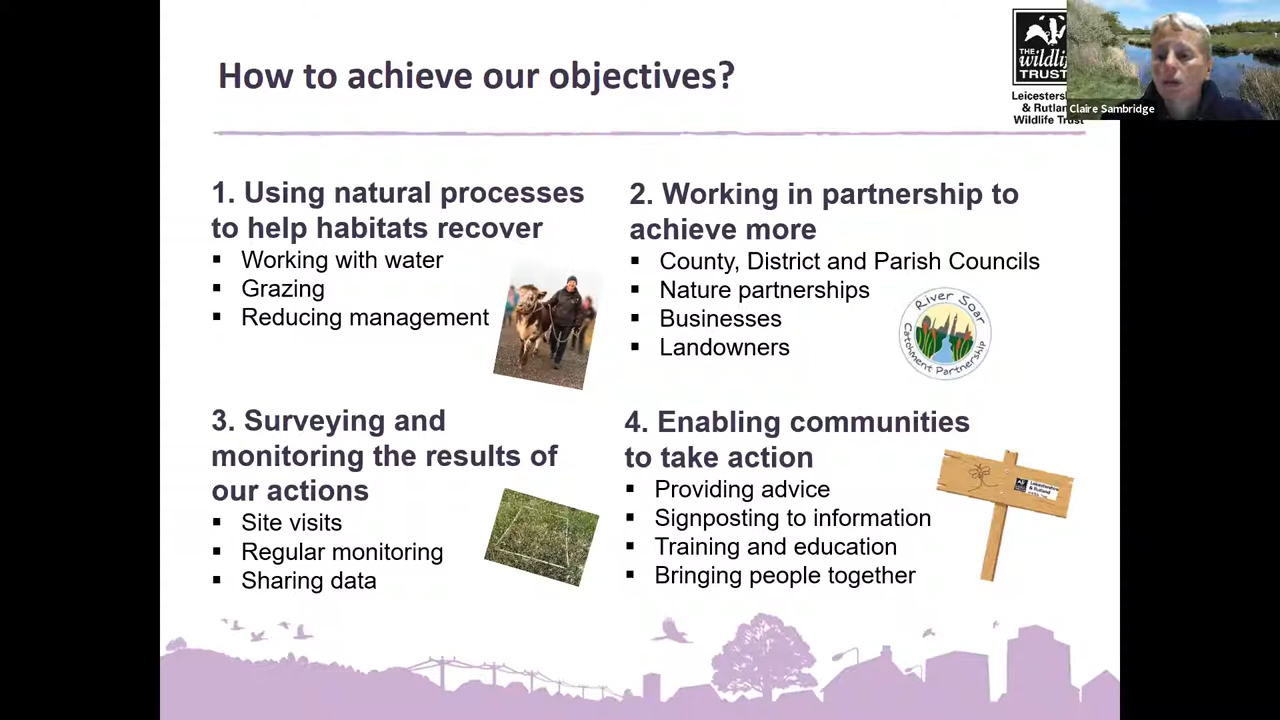 How to achieve our objectives?
THE
wildlife
TRUST
Leicestersh
& Rutlan
Wildlife Trust
Claire Sambridge
1. Using natural processes
to help habitats recover
▪ Working with water
▪ Grazing
▪ Reducing management
2. Working in partnership to
achieve more
▪ County, District and Parish Councils
▪ Nature partnerships
▪ Businesses
▪ Landowners
River Soar
Catchment Partnership
3. Surveying and
monitoring the results of
our actions
▪ Site visits
▪ Regular monitoring
▪ Sharing data
4. Enabling communities
to take action
▪ Providing advice
▪ Signposting to information
▪ Training and education
▪ Bringing people together
Leicestershire
& Rutland